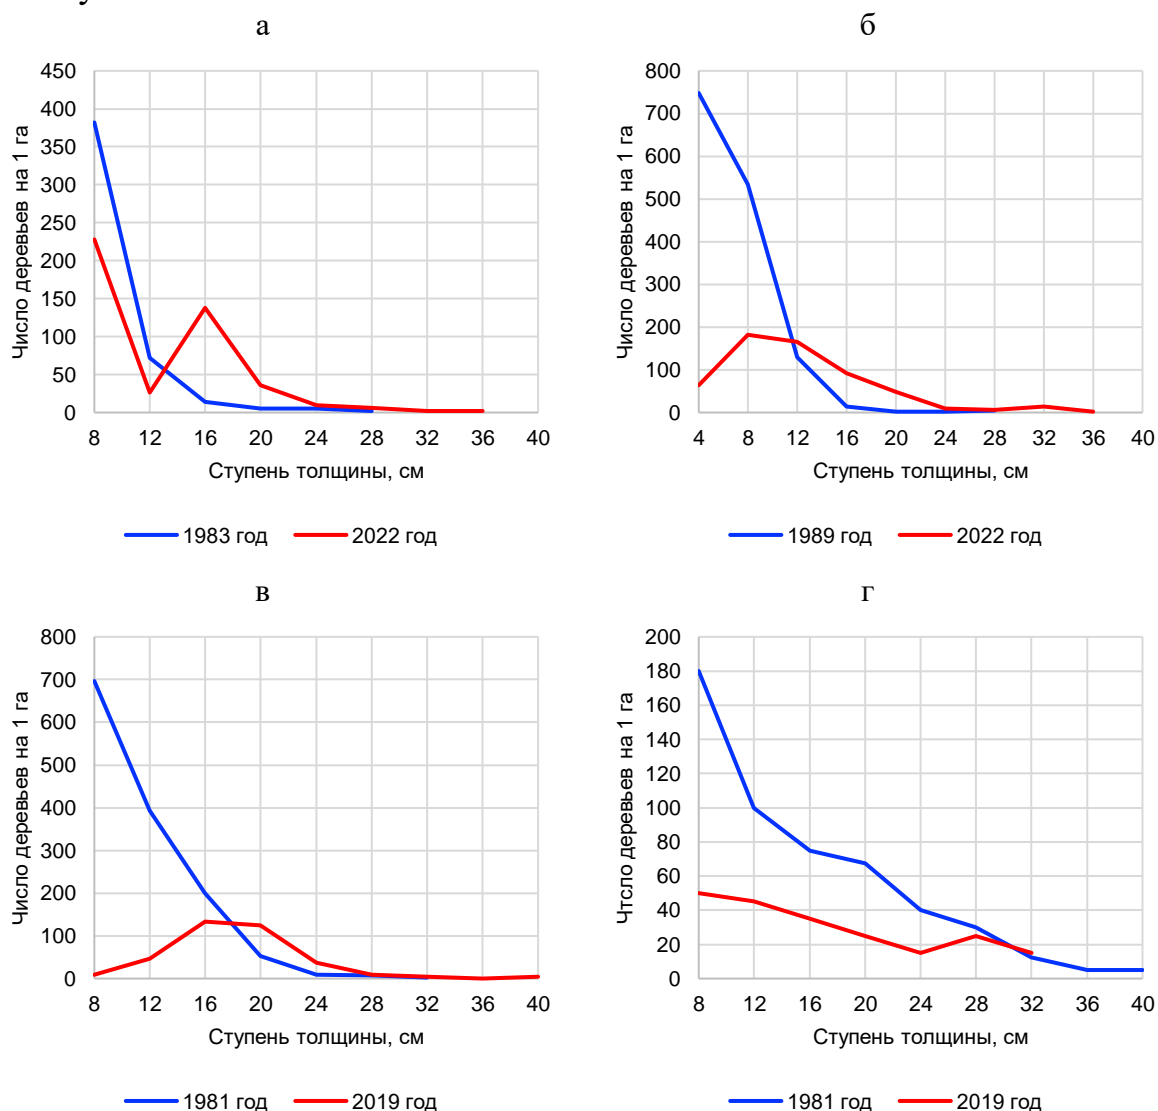 а
450
400
350
300
250
200
150
100
50
0
8 12 16 20 24 28 32 36 40
Число деревьев на 1 га
Ступень толщины, см
1983 год 2022 год
б
800
700
600
500
400
300
200
100
0
4 8 12 16 20 24 28 32 36 40
Число деревьев на 1 га
Ступень толщины, см
1989 год 2022 год
в
800
700
600
500
400
300
200
100
0
8 12 16 20 24 28 32 36 40
Число деревьев на 1 га
Ступень толщины, см
1981 год 2019 год
г
200
180
160
140
120
100
80
60
40
20
0
8 12 16 20 24 28 32 36 40
Чтсло деревьев на 1 га
Ступень толщины, см
1981 год 2019 год